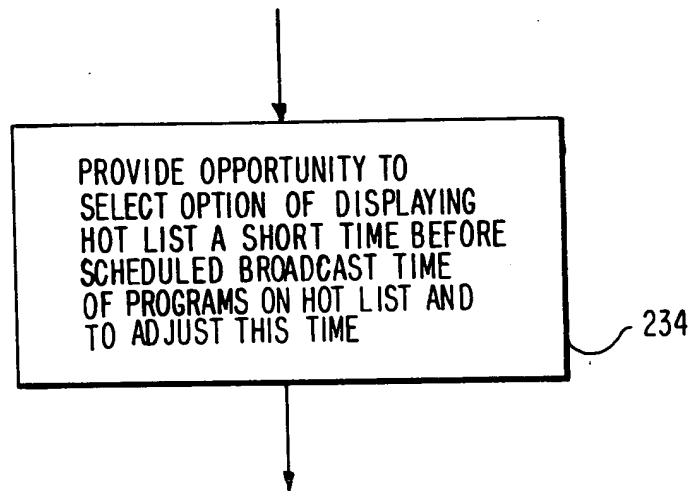 PROVIDE OPPORTUNITY TO
SELECT OPTION OF DISPLAYING
HOT LIST A SHORT TIME BEFORE
SCHEDULED BROADCAST TIME
OF PROGRAMS ON HOT LIST AND
TO ADJUST THIS TIME
234